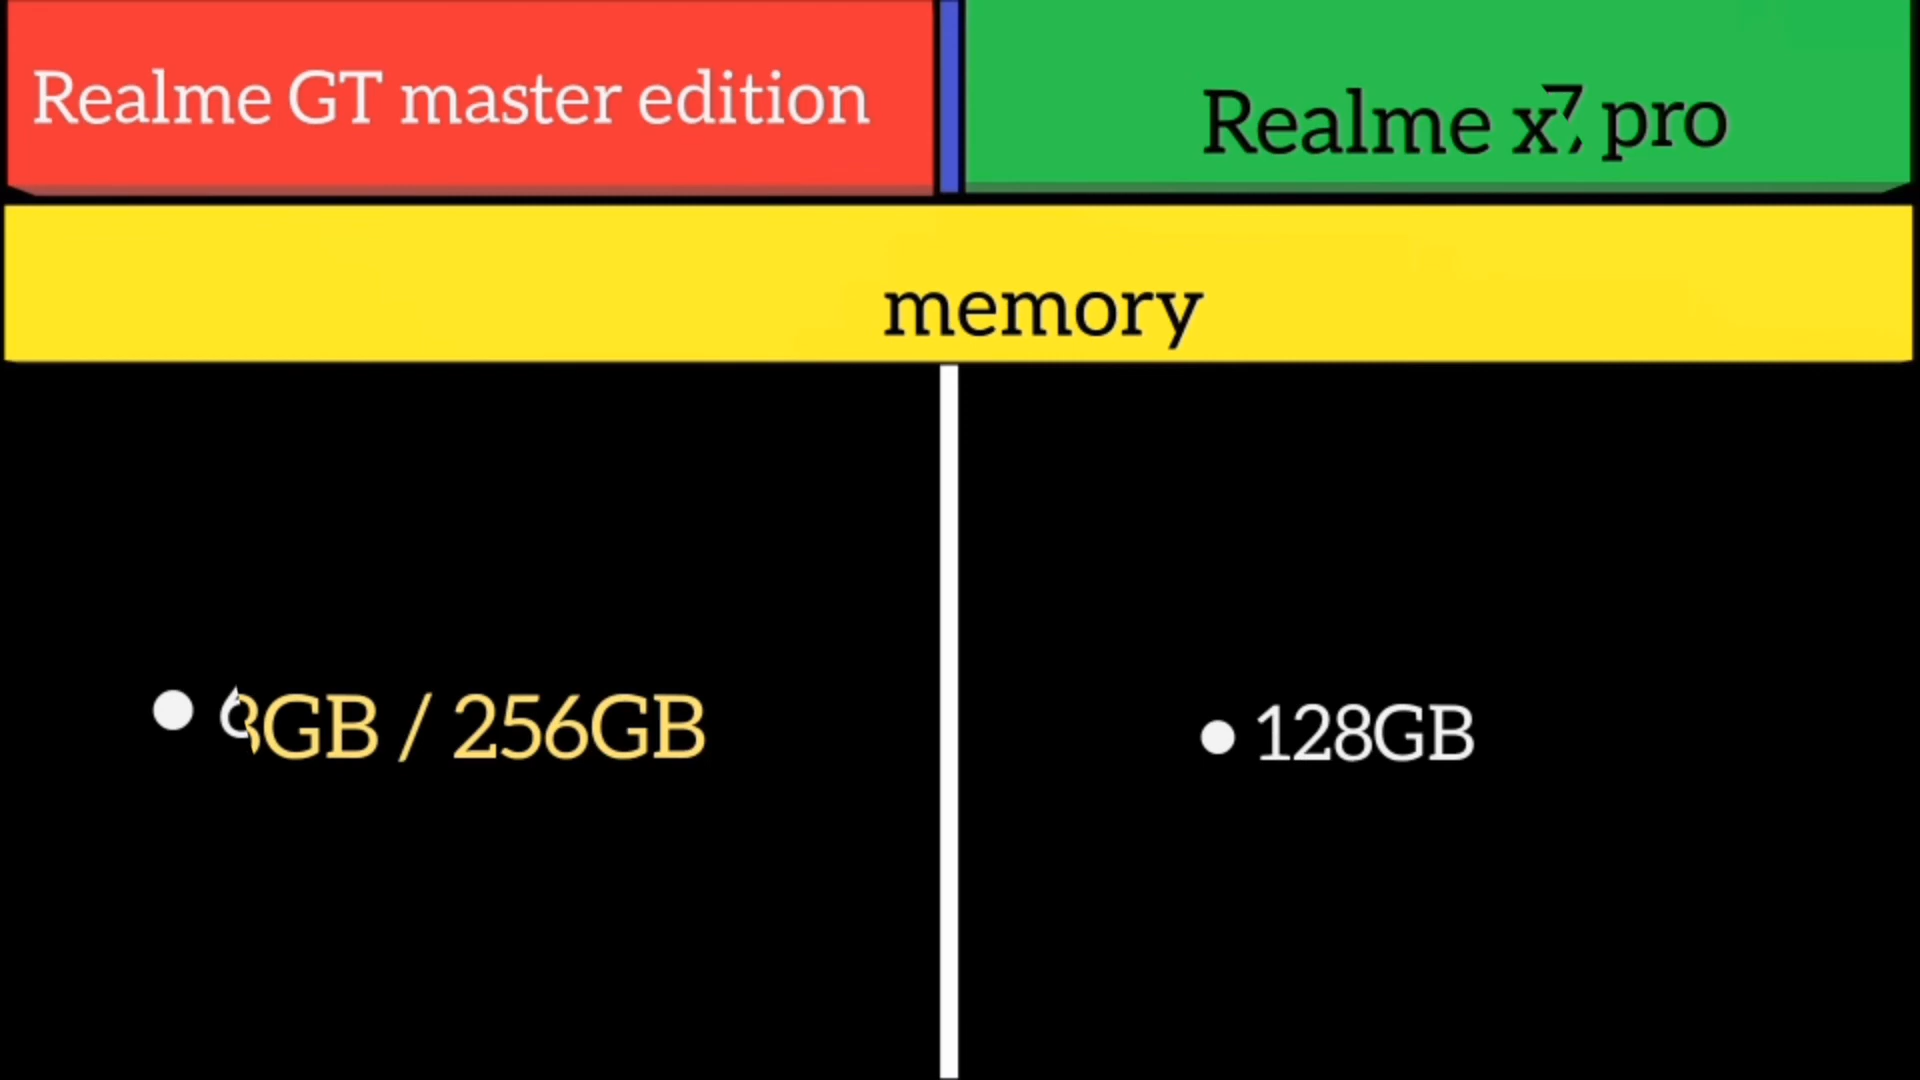 Realme GT master edition
Realme x7 pro
memory
GB / 256GB
128GB